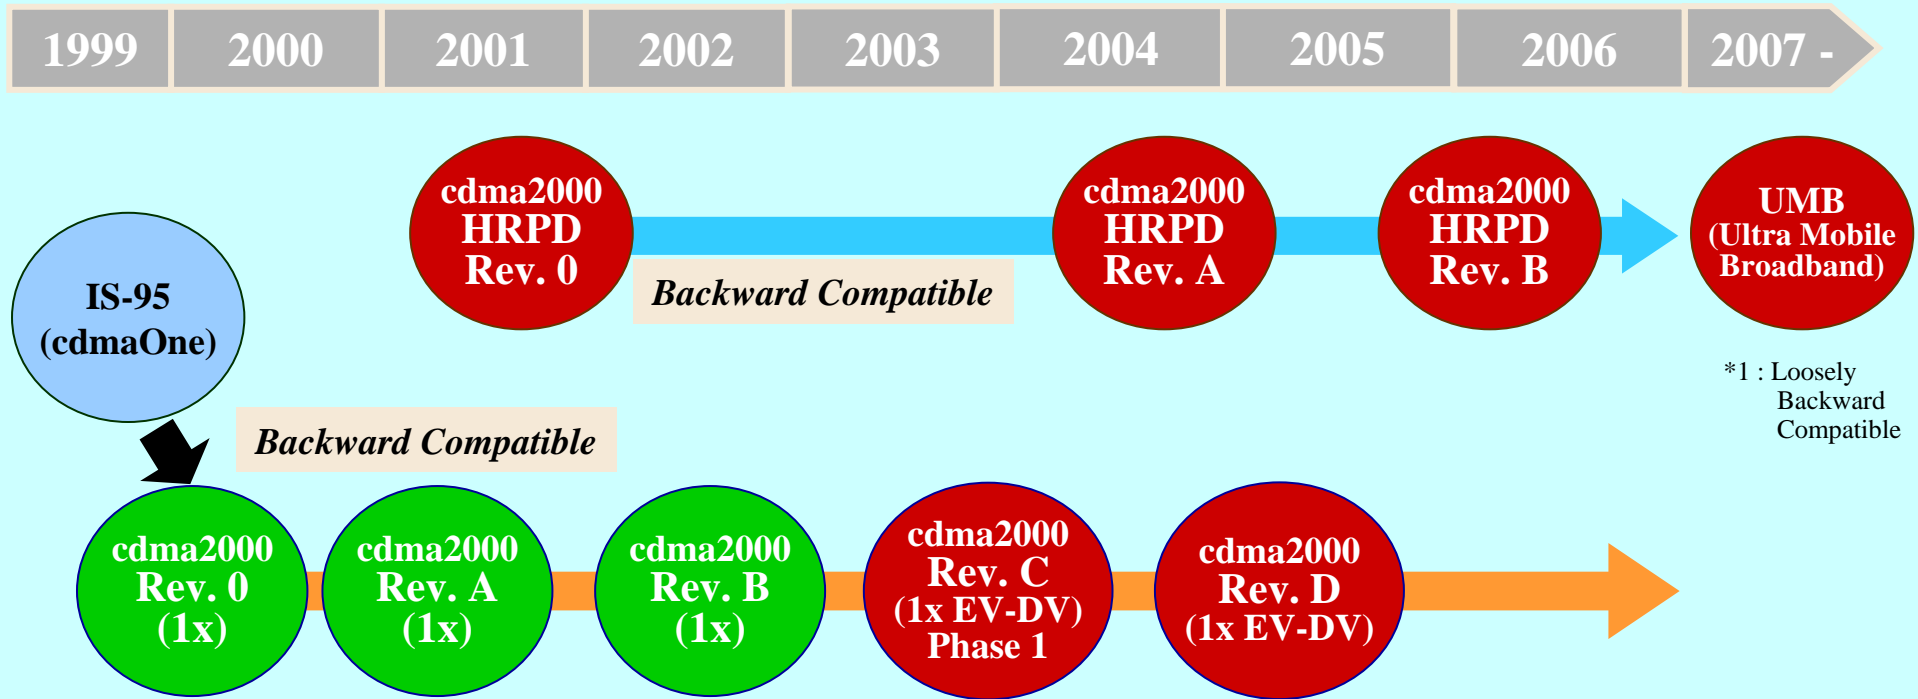 1999 2000 2001 2002 2003 2004 2005 2006 2007 -
cdma2000
HRPD
Rev. 0
cdma2000
HRPD
Rev. A
cdma2000
HRPD
Rev. B
UMB
(Ultra Mobile
Broadband)
Backward Compatible
IS-95
(cdmaOne)
*1 : Loosely
Backward
Compatible
Backward Compatible
cdma2000
Rev. 0
(1x)
cdma2000
Rev. A
(1x)
cdma2000
Rev. B
(1x)
cdma2000
Rev. C
(1x EV-DV)
Phase 1
cdma2000
Rev. D
(1x EV-DV)